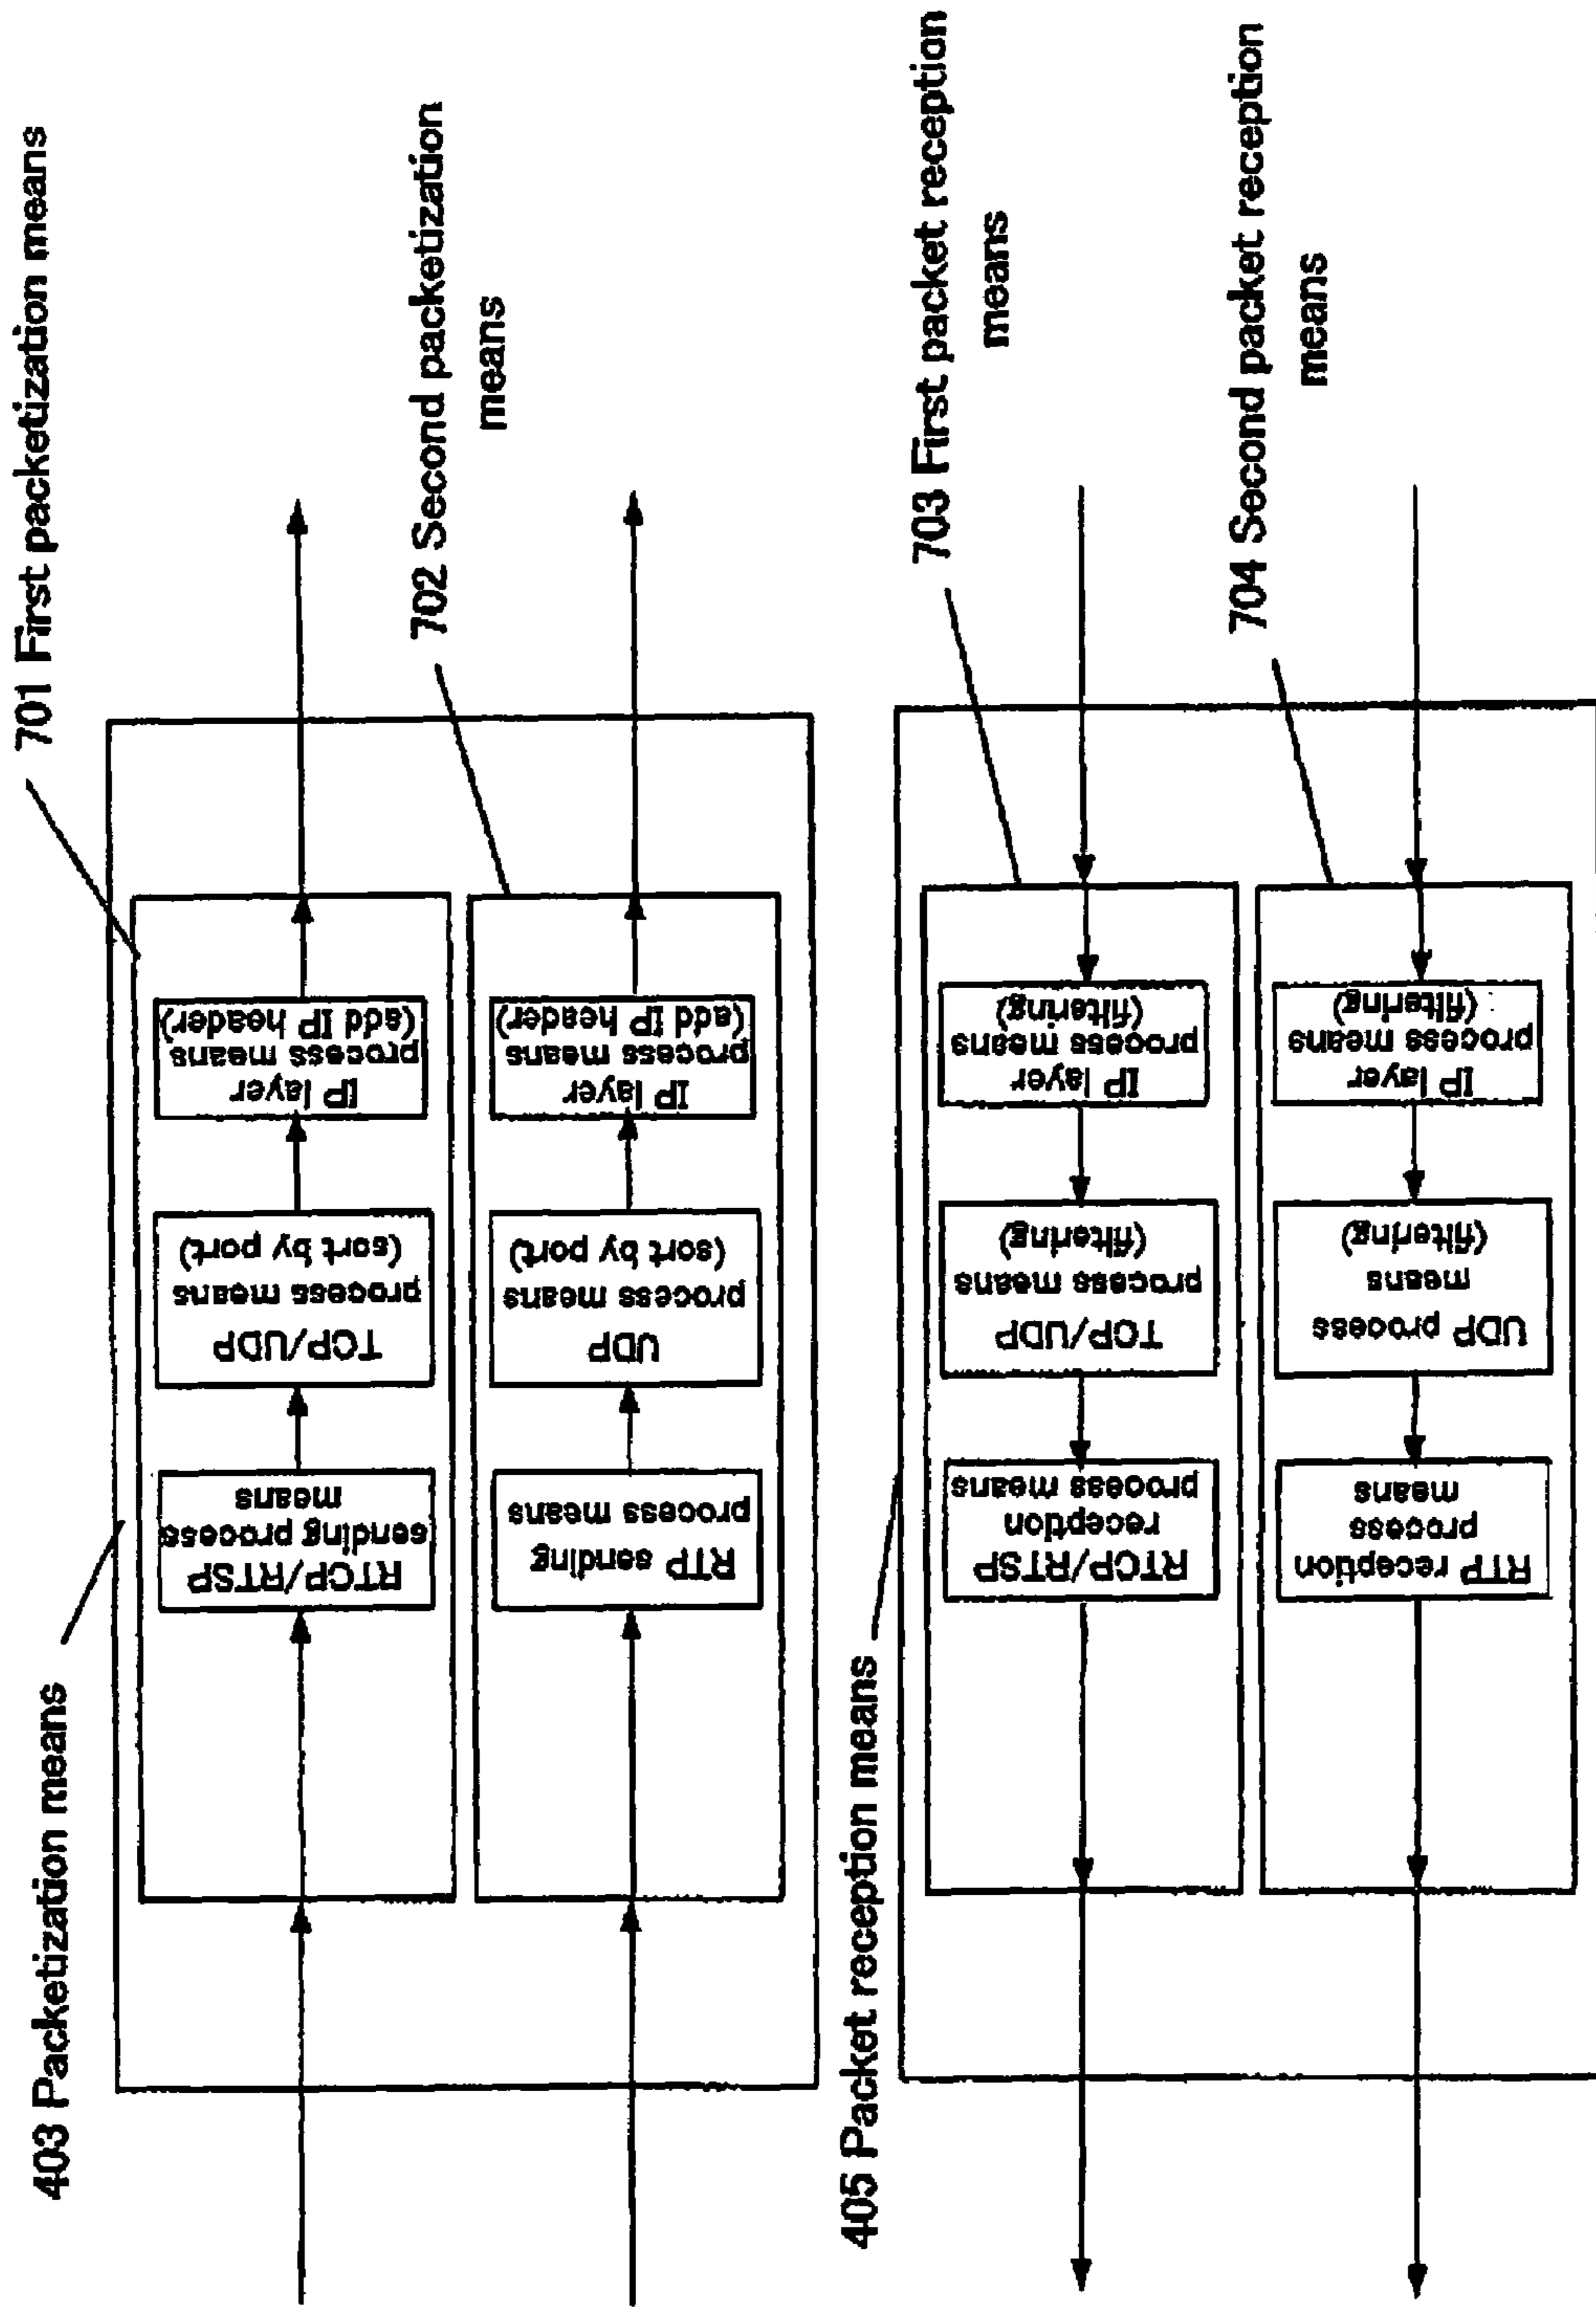 403 Packetization means
701 First packetization means
RTCP/RTSP
sending process
means
TCP/UDP
process means
(sort by port)
IP layer
process means
(add IP header)
702 Second packetization
means
RTP sending
process means
UDP
process means
(sort by port)
IP layer
process means
(add IP header)
405 Packet reception means
703 First packet reception
means
RTCP/RTSP
reception
process means
TCP/UDP
process means
(filtering)
IP layer
process means
(filtering)
704 Second packet reception
means
RTP reception
process
means
UDP process
means
(filtering)
IP layer
process means
(filtering)